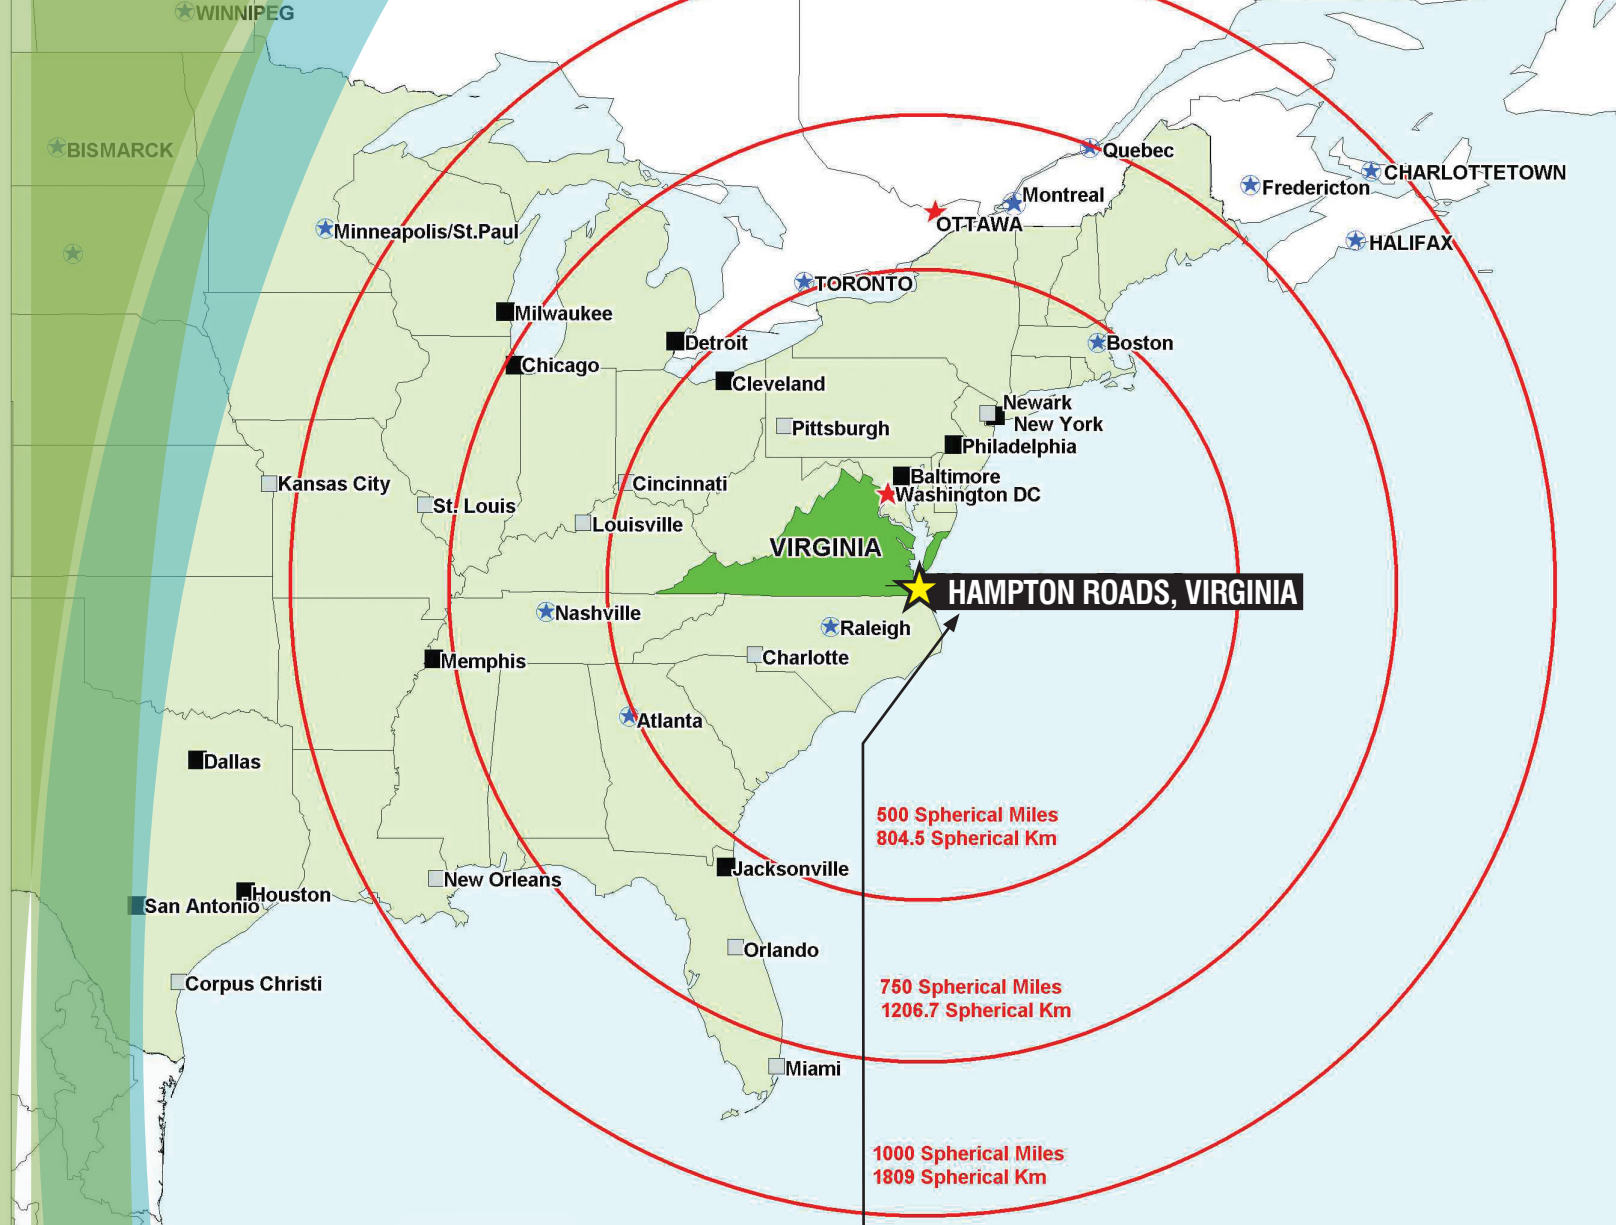 WINNIPEG
BISMARCK
Quebec
CHARLOTTETOWN
Fredericton
Montreal
OTTAWA
Minneapolis/St.Paul
HALIFAX
TORONTO
Milwaukee
Detroit
Boston
Chicago
Cleveland
Newark
New York
Pittsburgh
Philadelphia
Baltimore
Washington DC
Kansas City
Cincinnati
St. Louis
Louisville
VIRGINIA
HAMPTON ROADS, VIRGINIA
Nashville
Raleigh
Charlotte
Memphis
Atlanta
Dallas
500 Spherical Miles
804.5 Spherical Km
Jacksonville
New Orleans
Houston
San Antonio
Orlando
Corpus Christi
750 Spherical Miles
1206.7 Spherical Km
Miami
1000 Spherical Miles
1809 Spherical Km